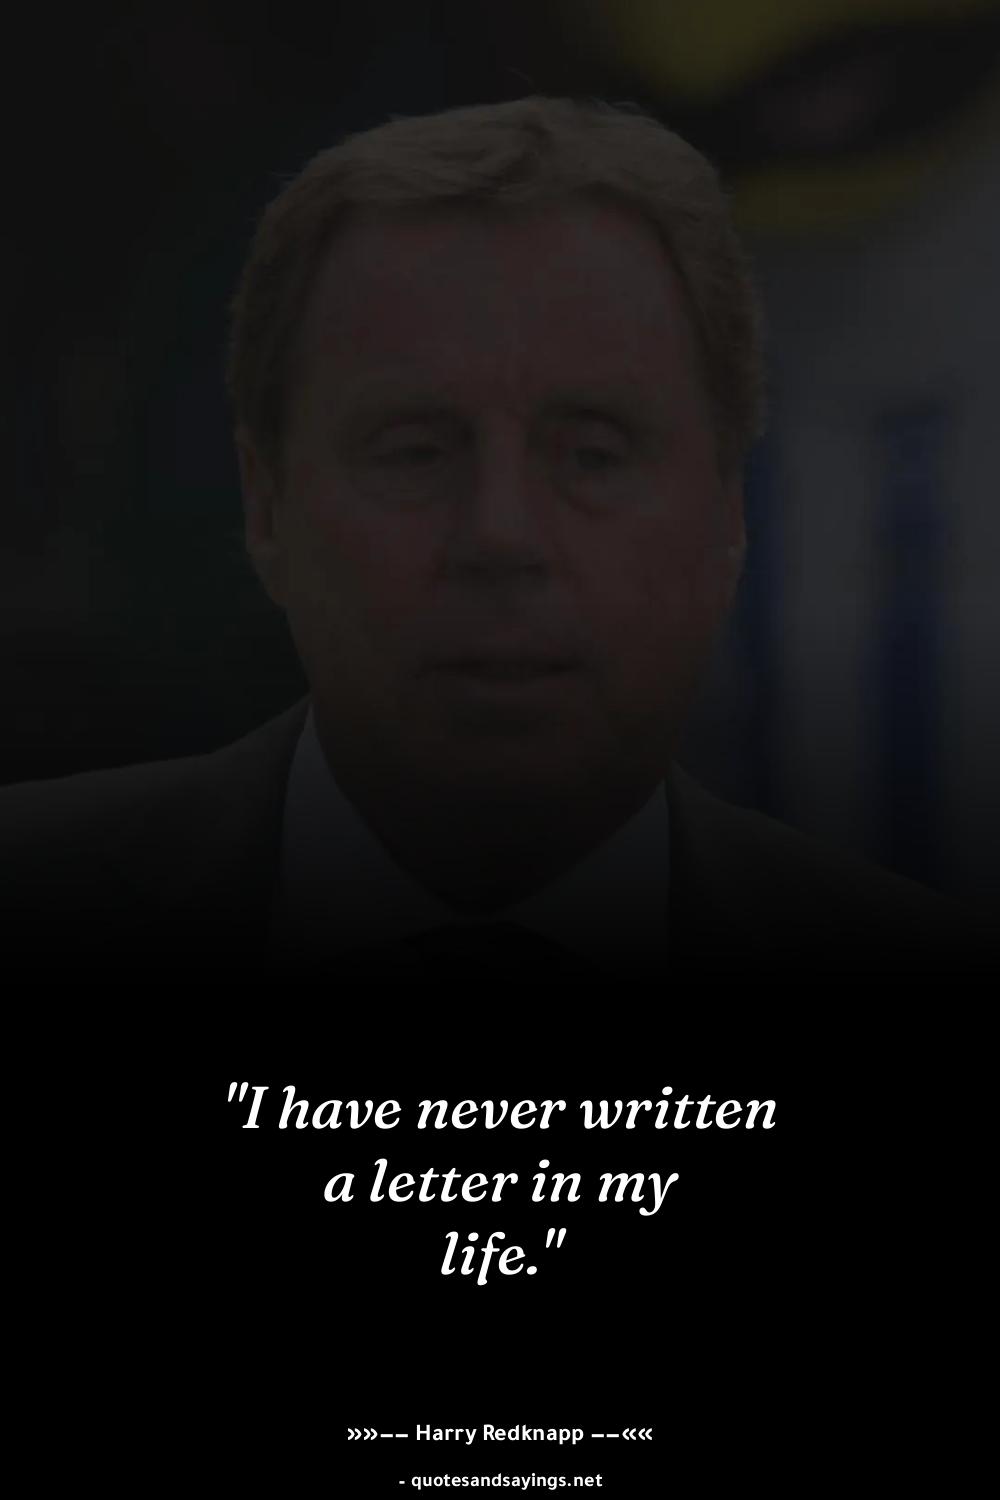 "I have never written
a letter in my
life."
»»–– Harry Redknapp ––««
- quotesandsayings.net